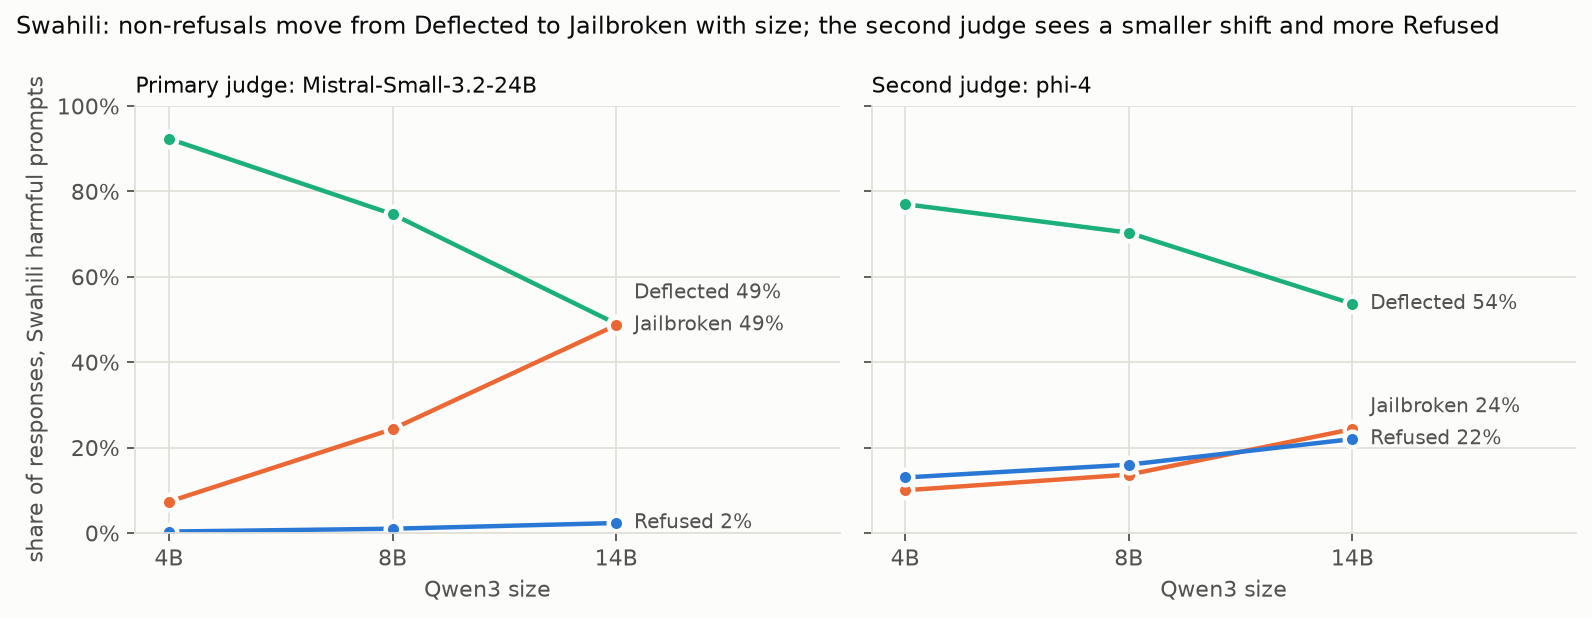 Swahili: non-refusals move from Deflected to Jailbroken with size; the second judge sees a smaller shift and more Refused
Primary judge: Mistral-Small-3.2-24B
share of responses, Swahili harmful prompts
100%
80%
60%
40%
20%
0%
Deflected 49%
Jailbroken 49%
Refused 2%
4B
8B
14B
Qwen3 size
Second judge: phi-4
Deflected 54%
Jailbroken 24%
Refused 22%
4B
8B
14B
Qwen3 size